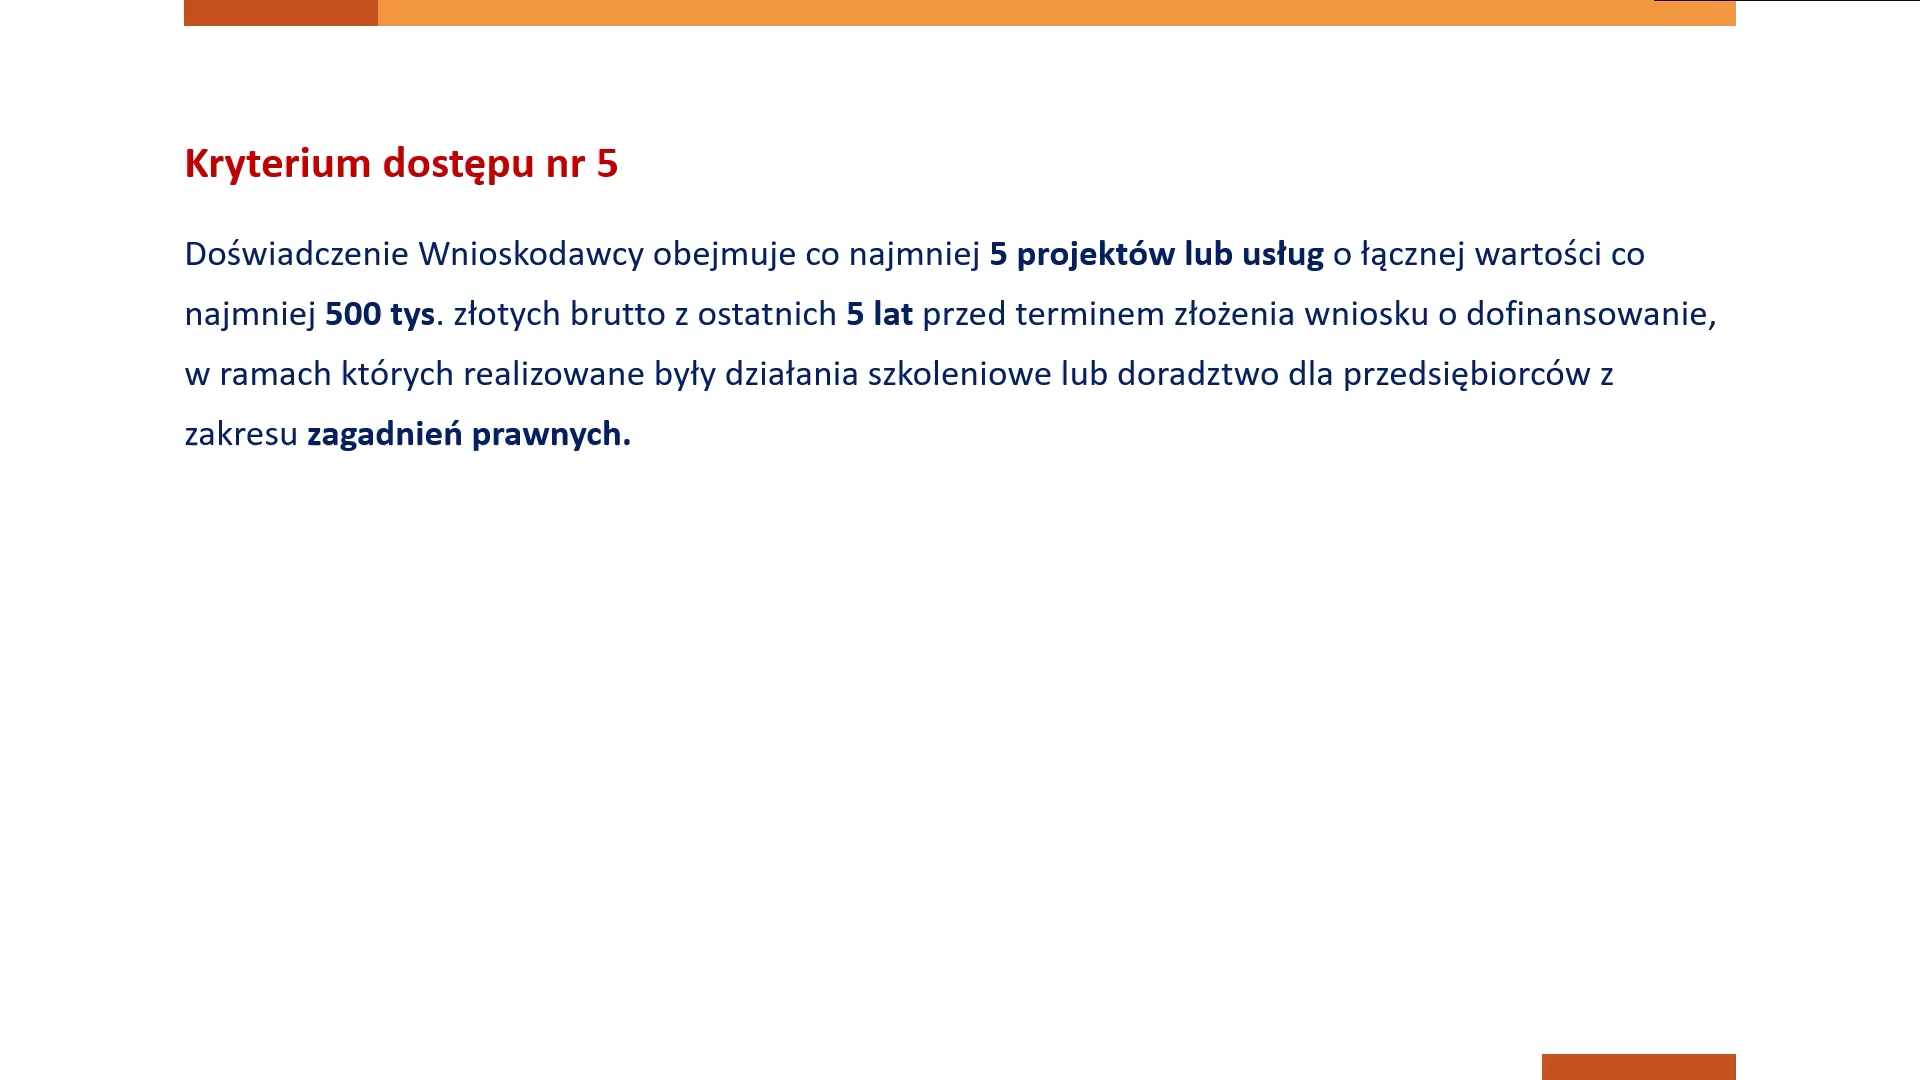 Kryterium dostępu nr 5
Doświadczenie Wnioskodawcy obejmuje co najmniej 5 projektów lub usług o łącznej wartości co
najmniej 500 tys. złotych brutto z ostatnich 5 lat przed terminem złożenia wniosku o dofinansowanie,
w ramach których realizowane były działania szkoleniowe lub doradztwo dla przedsiębiorców z
zakresu zagadnień prawnych.